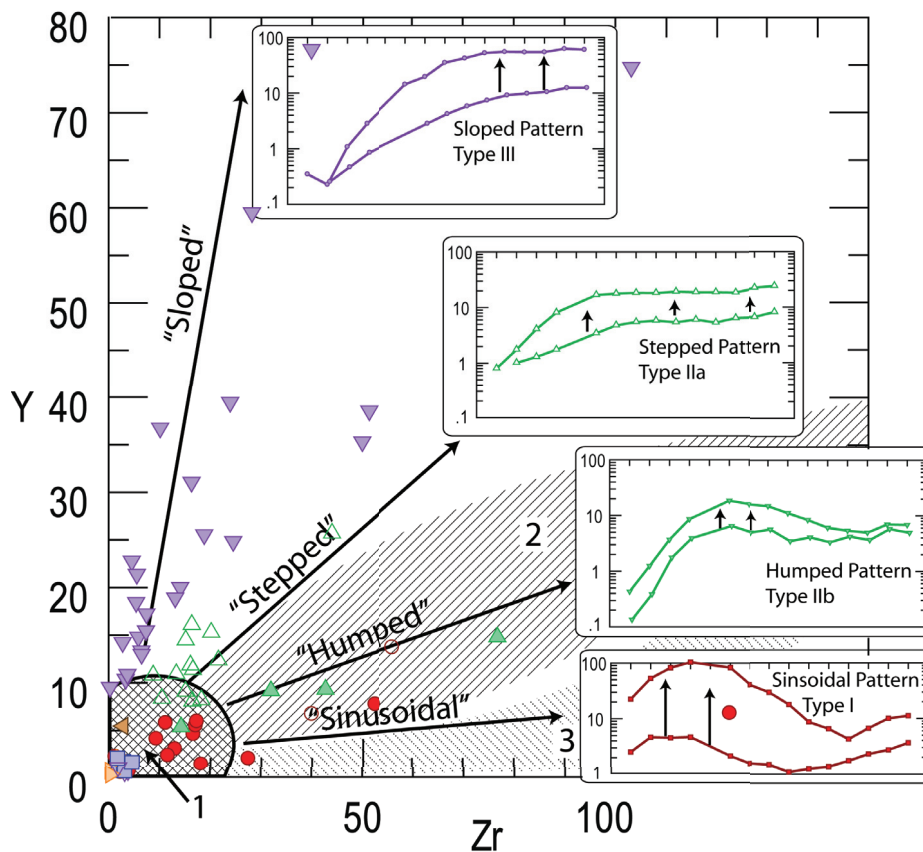 80
70
60
50
40
30
20
10
0
Y
0
50
100
Zr
"Sloped"
"Stepped"
"Humped"
"Sinusoidal"
1
2
3
100
10
1
.1
Sloped Pattern
Type III
100
10
1
.1
Stepped Pattern
Type IIa
100
10
1
.1
Humped Pattern
Type IIb
100
10
1
Sinsoidal Pattern
Type I